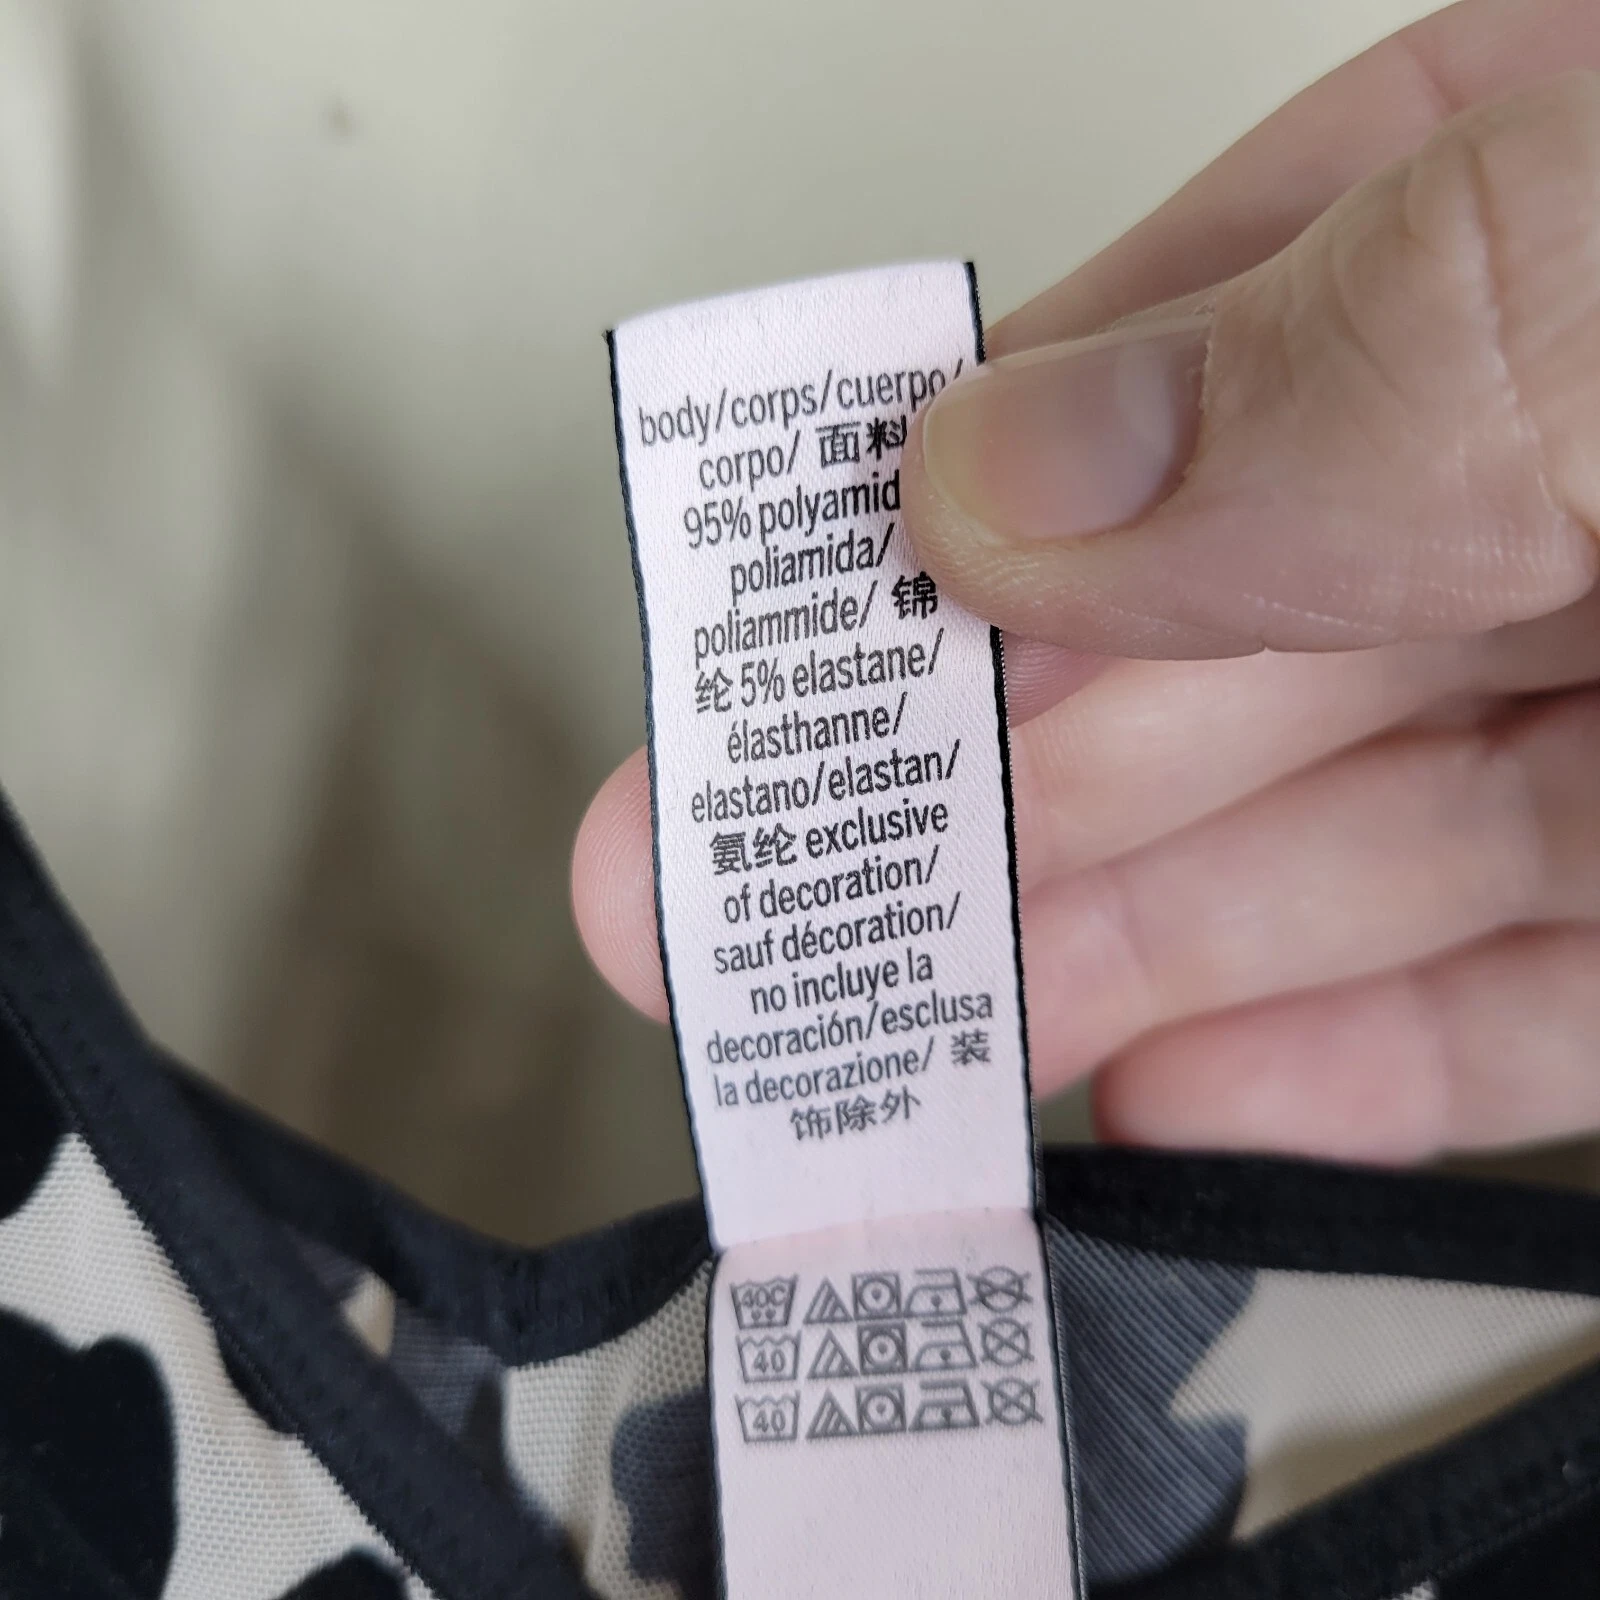 body/corps/cuerpo/
corpo/ 面料
95% polyamid
poliamida/
poliammide/ 锦
纶 5% elastane/
élasthanne/
elastano/elastan/
氨纶 exclusive
of decoration/
sauf décoration/
no incluye la
decoración/esclusa
la decorazione/ 装
饰除外
40C
40
40